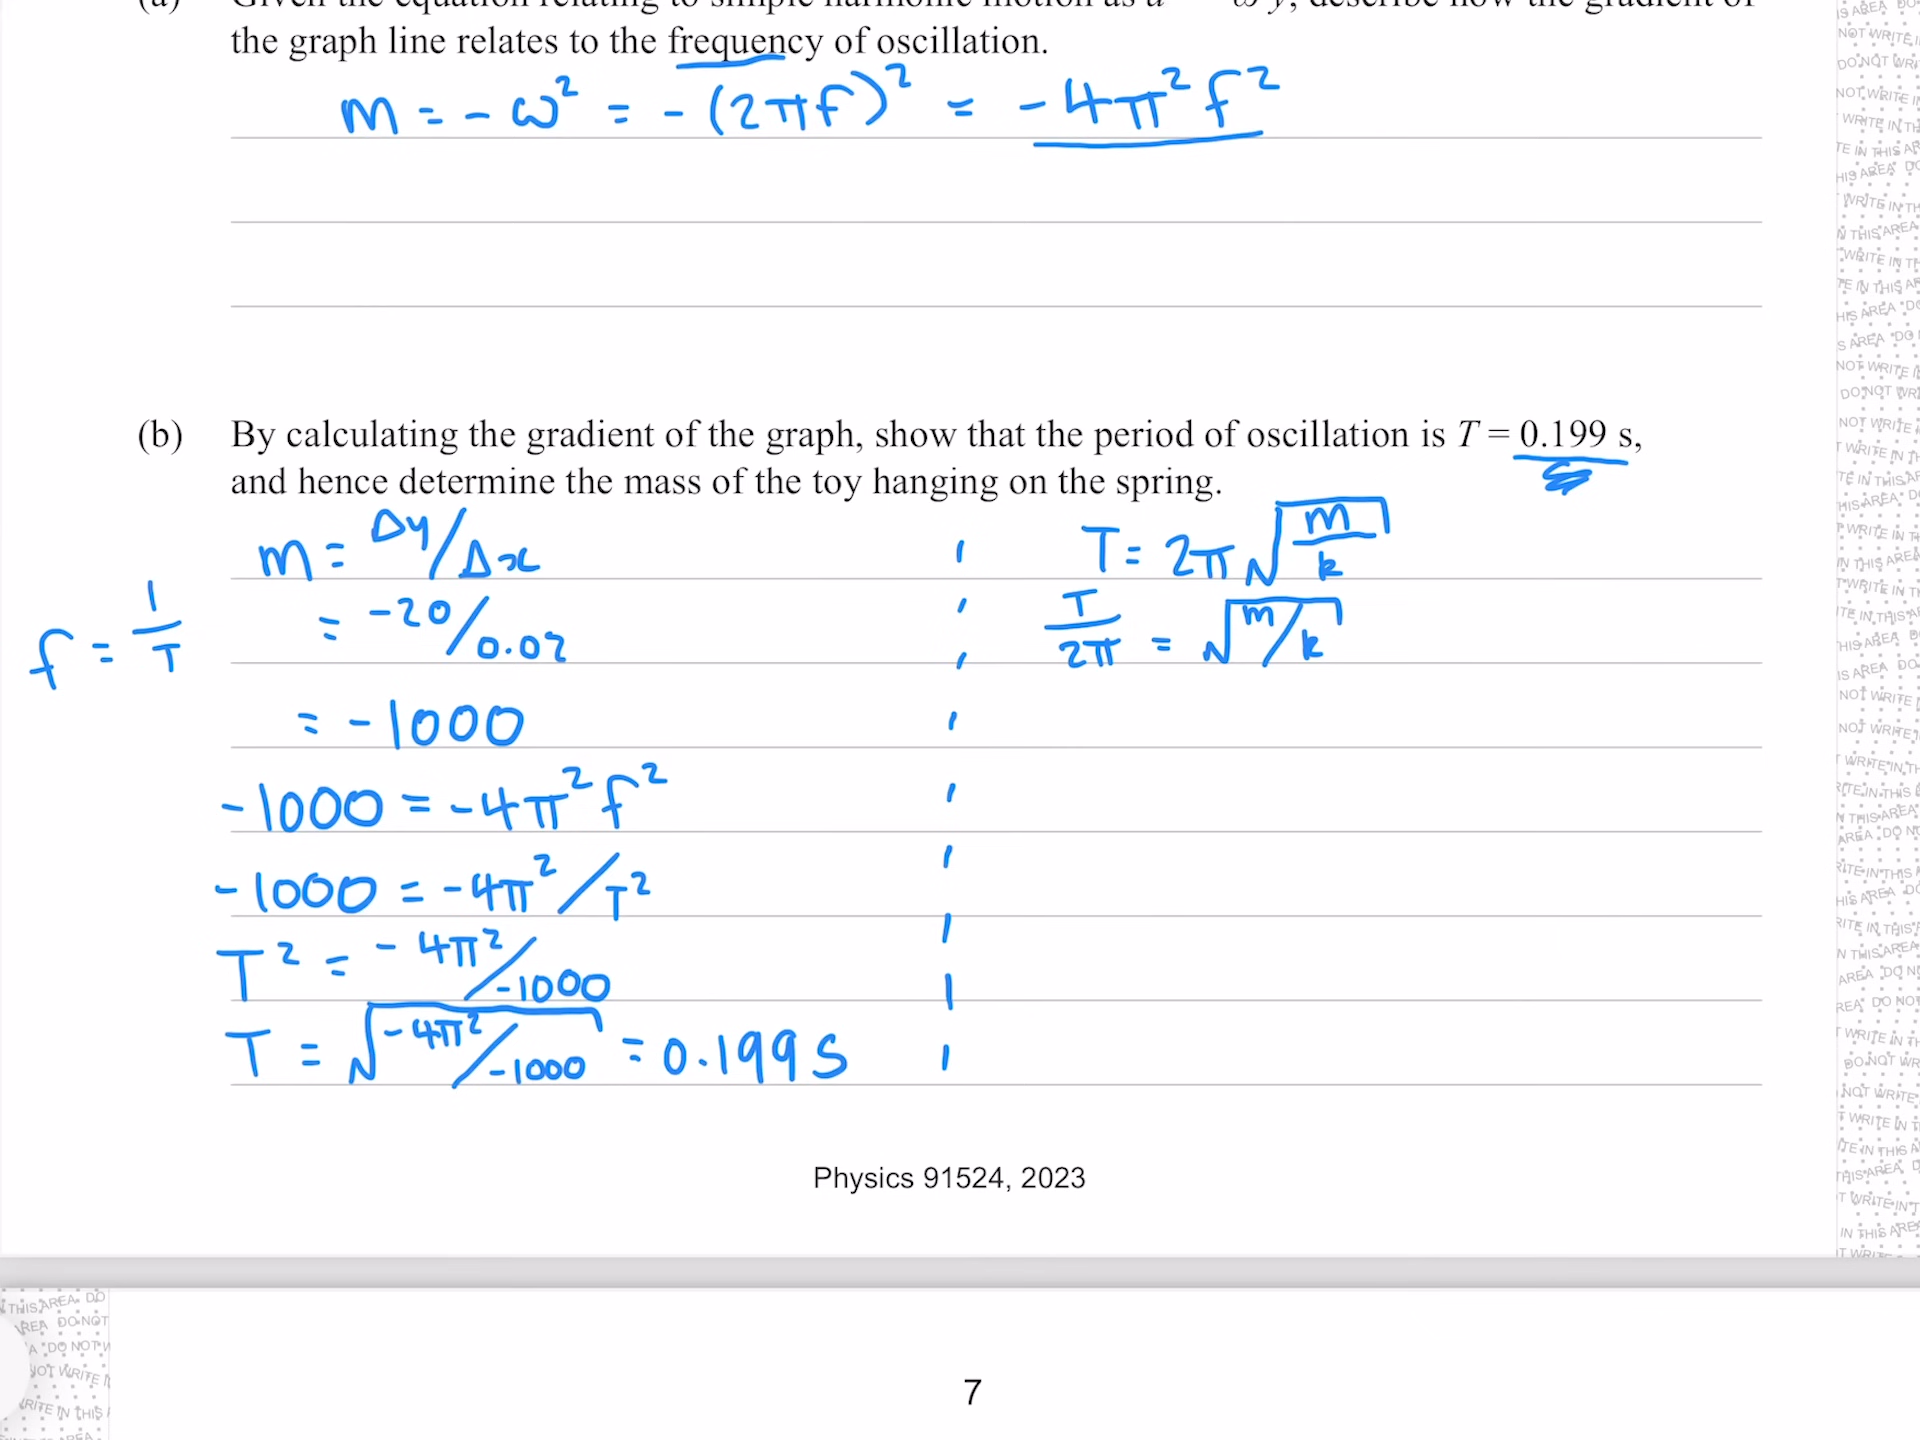 the graph line relates to the frequency of oscillation.
m = -ω² = -(2πf)² = -4π²f²
(b) By calculating the gradient of the graph, show that the period of oscillation is T = 0.199 s,
and hence determine the mass of the toy hanging on the spring.
m = Δy/Δx
= -20/0.02
f = 1/T
= -1000
-1000 = -4π²f²
-1000 = -4π²/T²
T² = -4π²/-1000
T = √(-4π²/-1000) = 0.199s
T = 2π√(m/k)
T/2π = √(m/k)
Physics 91524, 2023
7